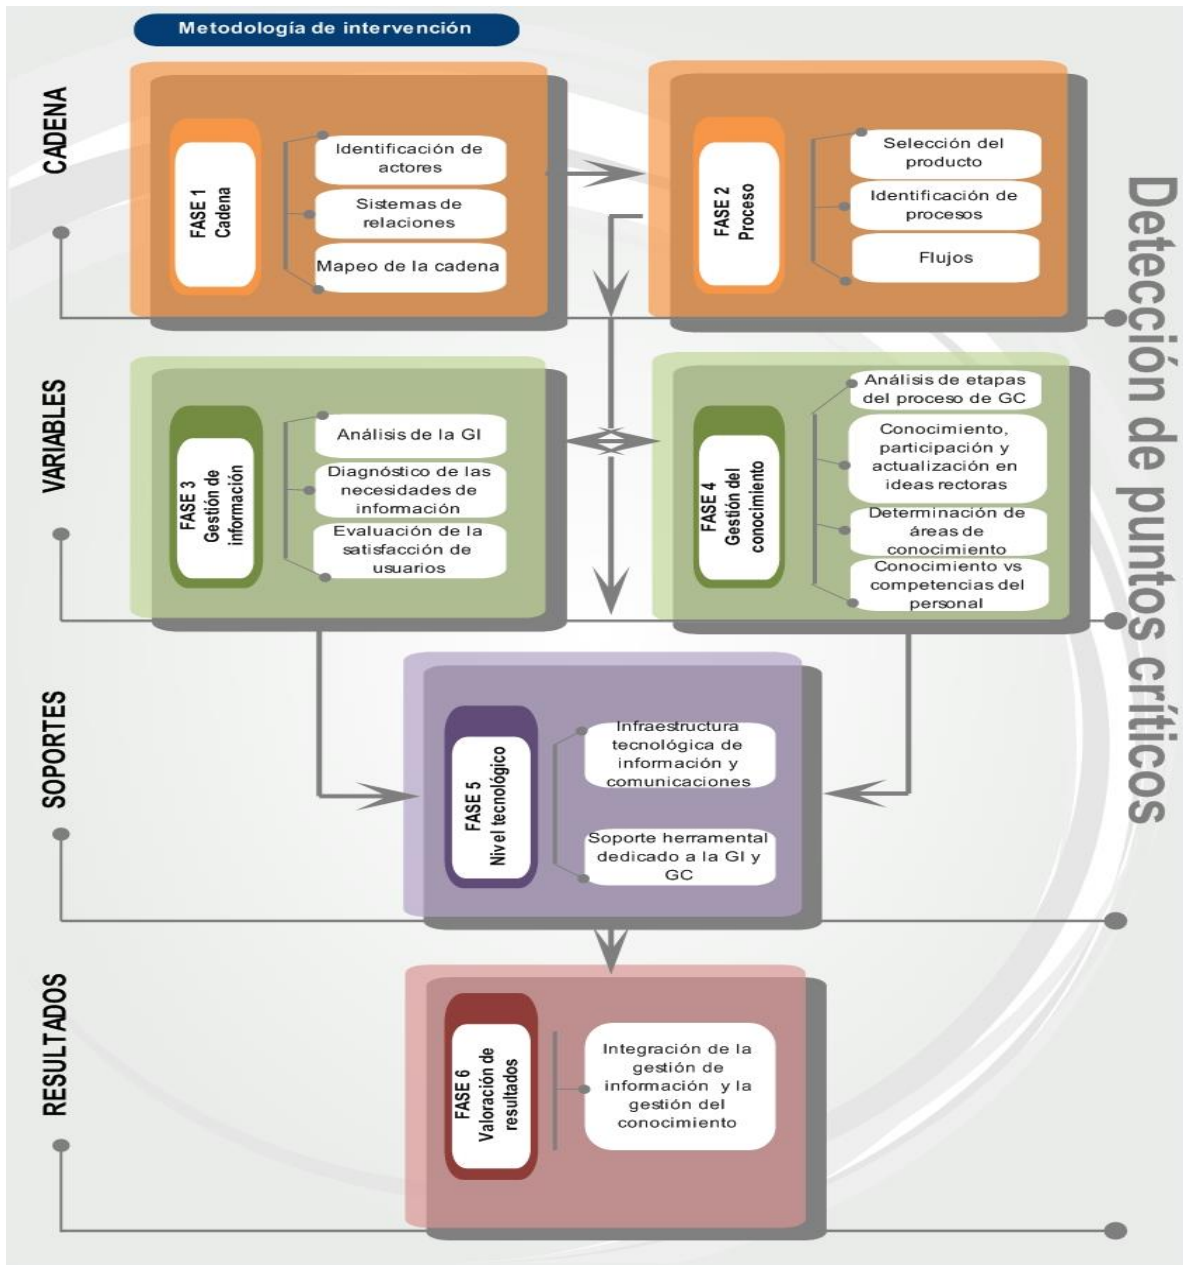 Metodología de intervención
CADENA
FASE 1
Cadena
Identificación de
actores
Sistemas de
relaciones
Mapeo de la cadena
FASE 2
Proceso
Selección del
producto
Identificación de
procesos
Flujos
VARIABLES
FASE 3
Gestión de
información
Análisis de la GI
Diagnóstico de las
necesidades de
información
Evaluación de la
satisfacción de
usuarios
FASE 4
Gestión del
conocimiento
Análisis de etapas
del proceso de GC
Conocimiento,
participación y
actualización en
ideas rectoras
Determinación de
áreas de
conocimiento
Conocimiento vs
competencias del
personal
SOPORTES
FASE 5
Nivel tecnológico
Infraestructura
tecnológica de
información y
comunicaciones
Soporte herramental
dedicado a la GI y
GC
RESULTADOS
FASE 6
Valoración de
resultados
Integración de la
gestión de
información y la
gestión del
conocimiento
Detección de puntos críticos